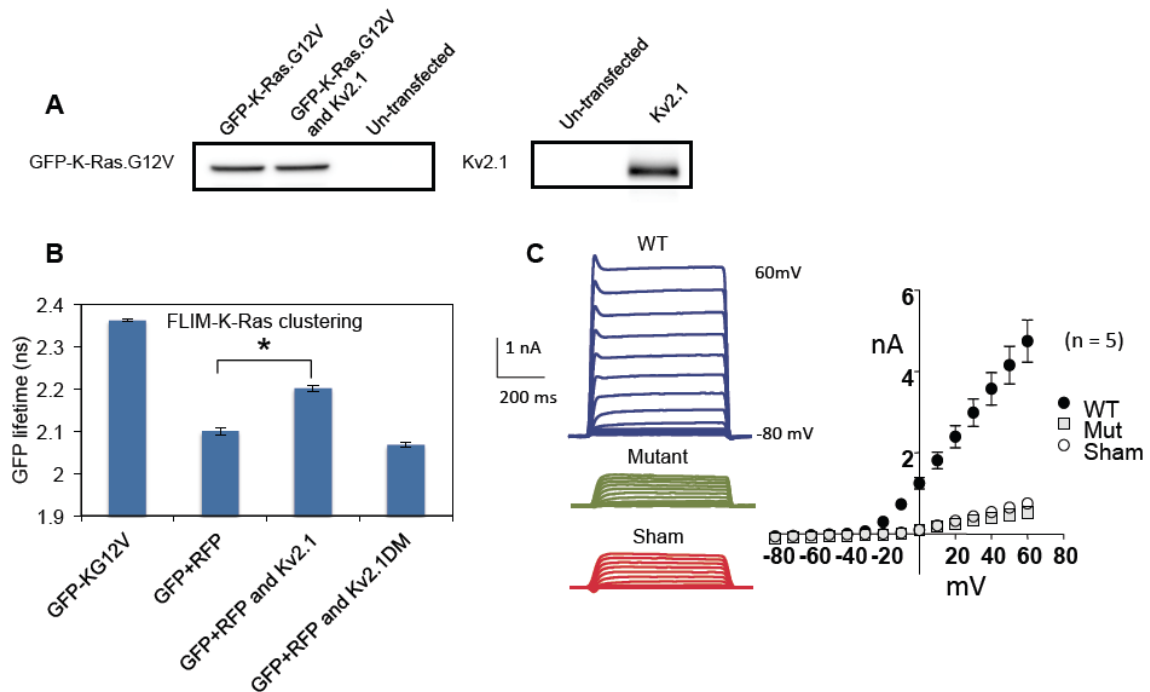 A
GFP-K-Ras.G12V
GFP-K-Ras.G12V
and Kv2.1
Un-transfected
GFP-K-Ras.G12V
Un-transfected
Kv2.1
Kv2.1
B
FLIM-K-Ras clustering
*
GFP lifetime (ns)
2.4
2.3
2.2
2.1
2
1.9
GFP-KG12V
GFP+RFP
GFP+RFP and Kv2.1
GFP+RFP and Kv2.1DM
C
WT
60mV
1 nA
200 ms
-80 mV
Mutant
Sham
6
nA
4
2
(n = 5)
WT
Mut
Sham
-80 -60 -40 -20 20 40 60 80
mV